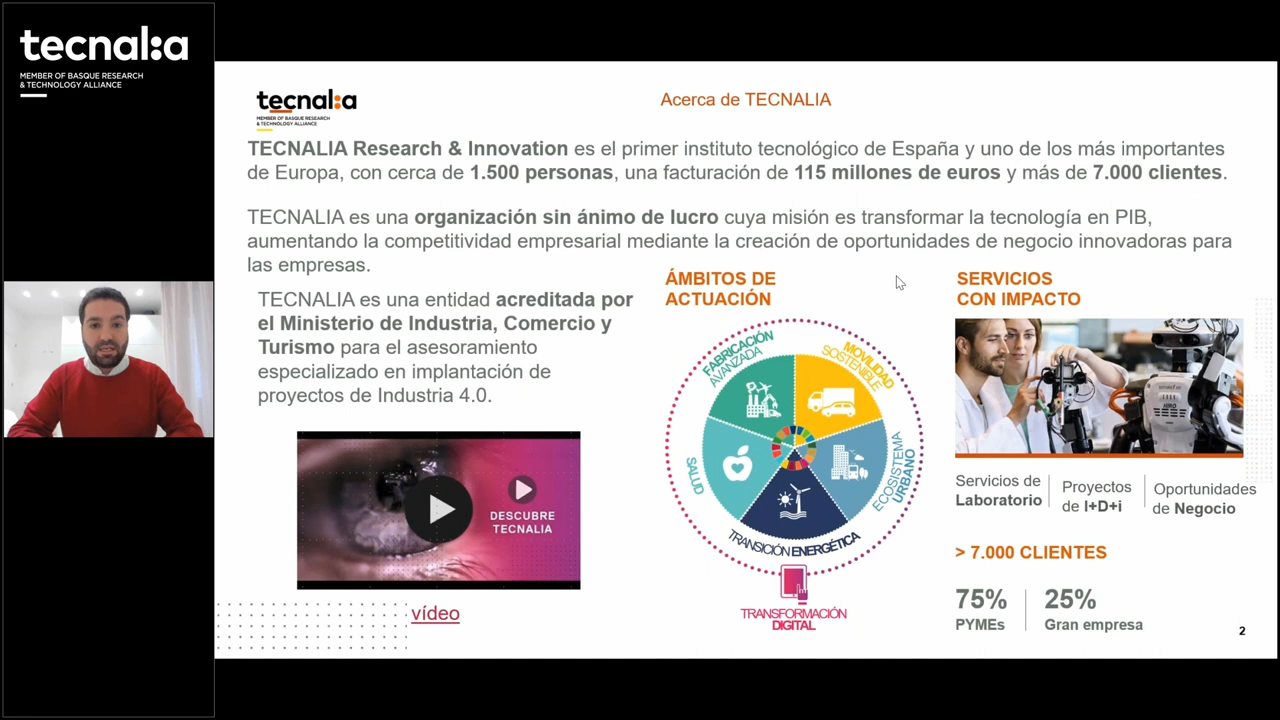 tecnal:a
MEMBER OF BASQUE RESEARCH
& TECHNOLOGY ALLIANCE
tecnal:a
MEMBER OF BASQUE RESEARCH
& TECHNOLOGY ALLIANCE
Acerca de TECNALIA
TECNALIA Research & Innovation es el primer instituto tecnológico de España y uno de los más importantes
de Europa, con cerca de 1.500 personas, una facturación de 115 millones de euros y más de 7.000 clientes.
TECNALIA es una organización sin ánimo de lucro cuya misión es transformar la tecnología en PIB,
aumentando la competitividad empresarial mediante la creación de oportunidades de negocio innovadoras para
las empresas.
TECNALIA es una entidad acreditada por
el Ministerio de Industria, Comercio y
Turismo para el asesoramiento
especializado en implantación de
proyectos de Industria 4.0.
DESCUBRE
TECNALIA
vídeo
ÁMBITOS DE
ACTUACIÓN
FABRICACIÓN
AVANZADA
MOVILIDAD
SOSTENIBLE
SALUD
ECOSISTEMA
URBANO
TRANSICIÓN ENERGÉTICA
TRANSFORMACIÓN
DIGITAL
SERVICIOS
CON IMPACTO
Servicios de
Laboratorio
Proyectos
de I+D+i
Oportunidades
de Negocio
> 7.000 CLIENTES
75%
PYMEs
25%
Gran empresa
2